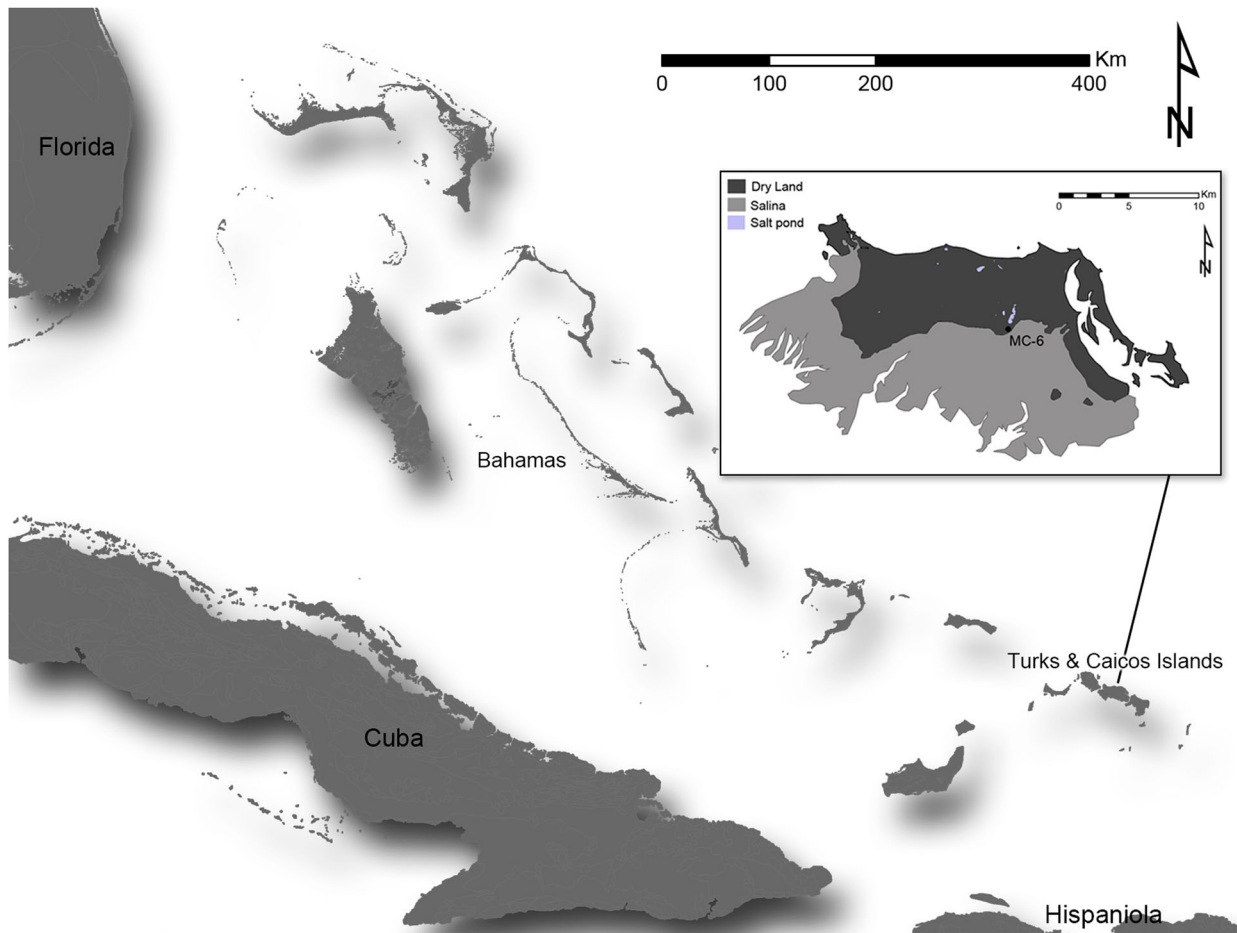 Km
0 100 200 400
N
Florida
Dry Land
Salina
Salt pond
Km
0 5 10
N
MC-6
Bahamas
Turks & Caicos Islands
Cuba
Hispaniola